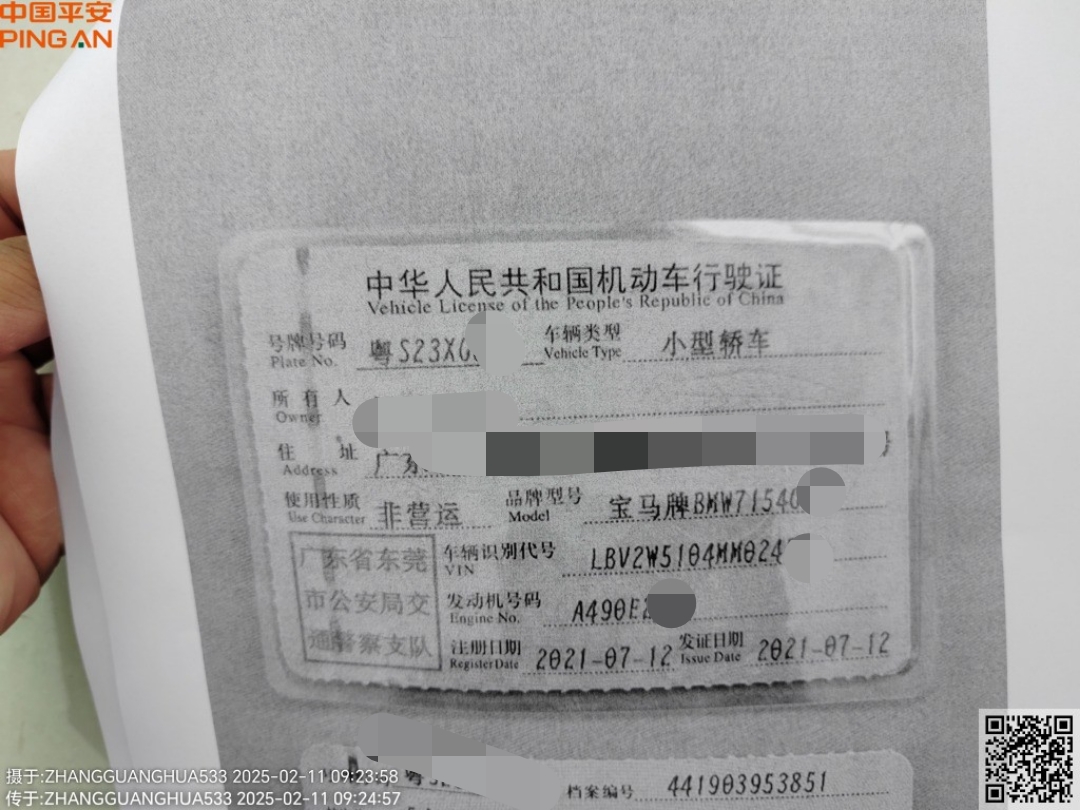 中国平安
PING AN
中华人民共和国机动车行驶证
Vehicle License of the People's Republic of China
号牌号码 粤S23X 车辆类型 小型轿车
Plate No. Vehicle Type
所有人
Owner
住址 广东
Address
使用性质 非营运 品牌型号 宝马牌BMW7154
Use Character Model
广东省东莞
市公安局交
通警察支队
车辆识别代号 LBV2W5104MM024
VIN
发动机号码 A490E
Engine No.
注册日期 2021-07-12 发证日期 2021-07-12
Register Date Issue Date
档案编号 441903953851
摄于:ZHANGGUANGHUA533 2025-02-11 09:23:58
传于:ZHANGGUANGHUA533 2025-02-11 09:24:57